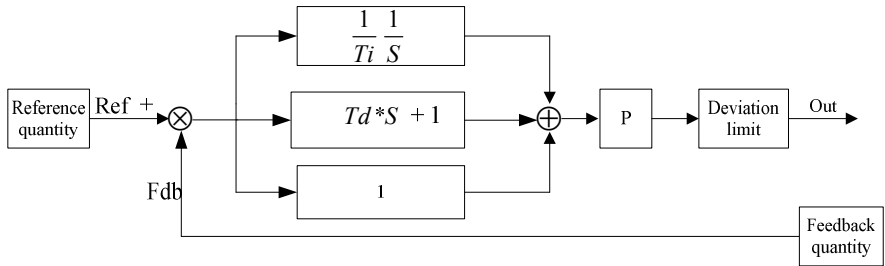 1 1
Ti S
Reference
quantity
Ref +
Td*S + 1
P
Deviation
limit
Out
1
Fdb
Feedback
quantity